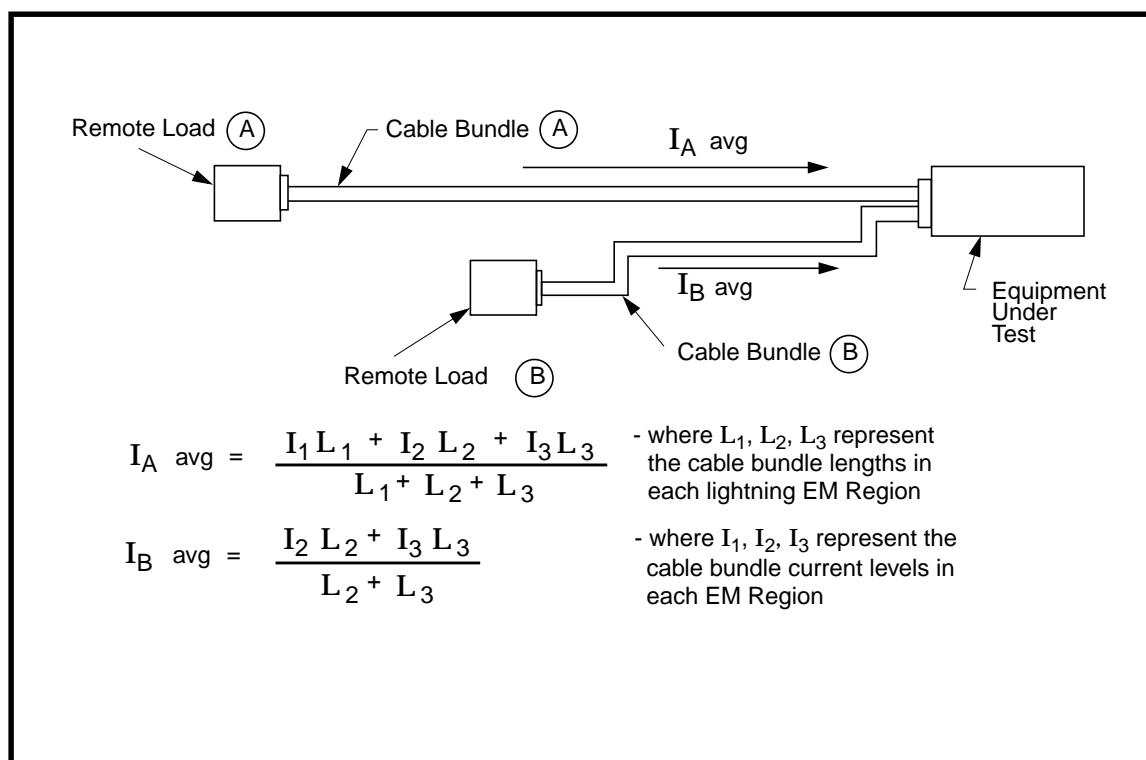 Remote Load A
Cable Bundle A
I_A avg
I_B avg
Equipment
Under
Test
Cable Bundle B
Remote Load B
I_A avg = (I_1 L_1 + I_2 L_2 + I_3 L_3) / (L_1 + L_2 + L_3)
- where L_1, L_2, L_3 represent
the cable bundle lengths in
each lightning EM Region
I_B avg = (I_2 L_2 + I_3 L_3) / (L_2 + L_3)
- where I_1, I_2, I_3 represent the
cable bundle current levels in
each EM Region